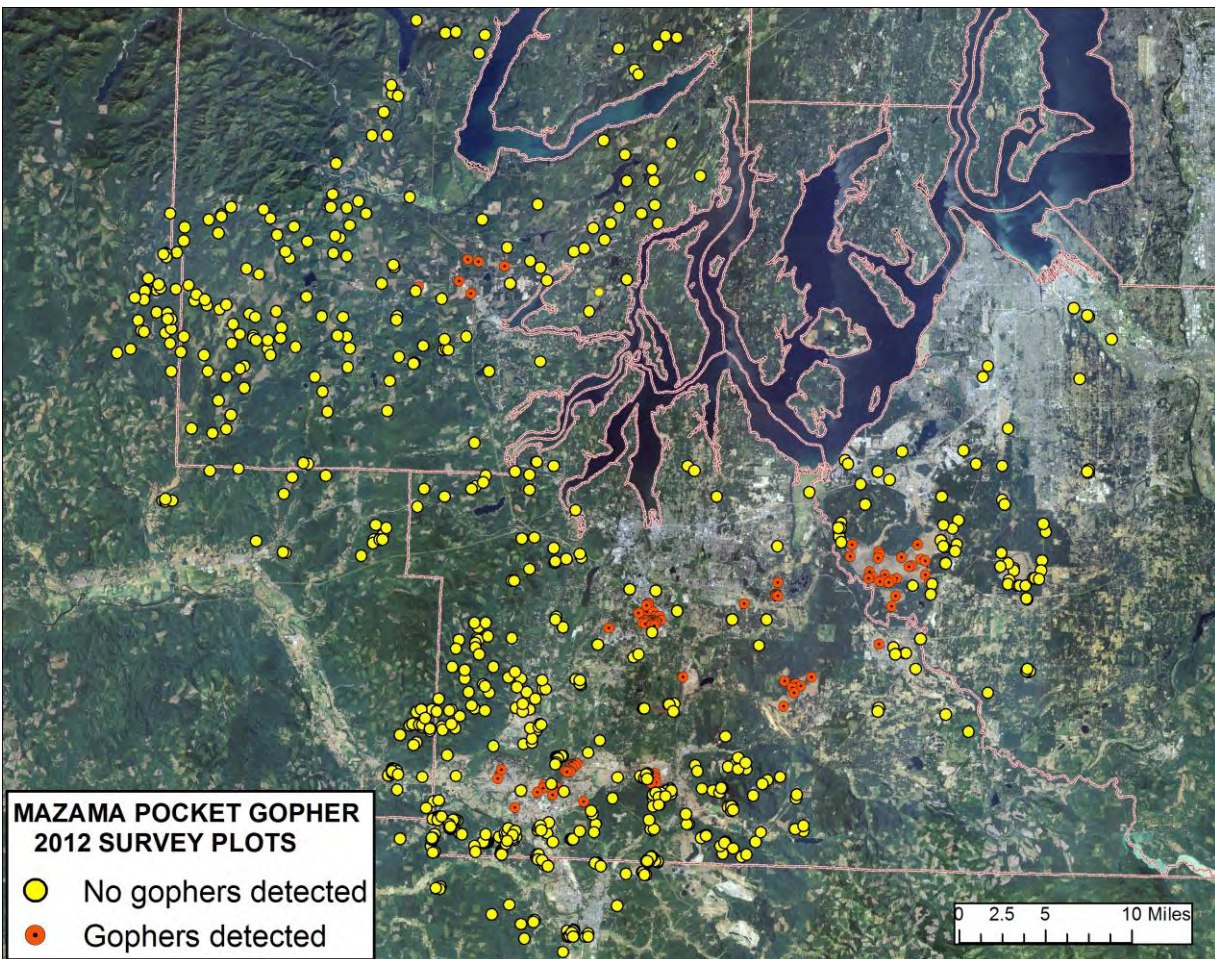 MAZAMA POCKET GOPHER
2012 SURVEY PLOTS
No gophers detected
Gophers detected
0 2.5 5 10 Miles